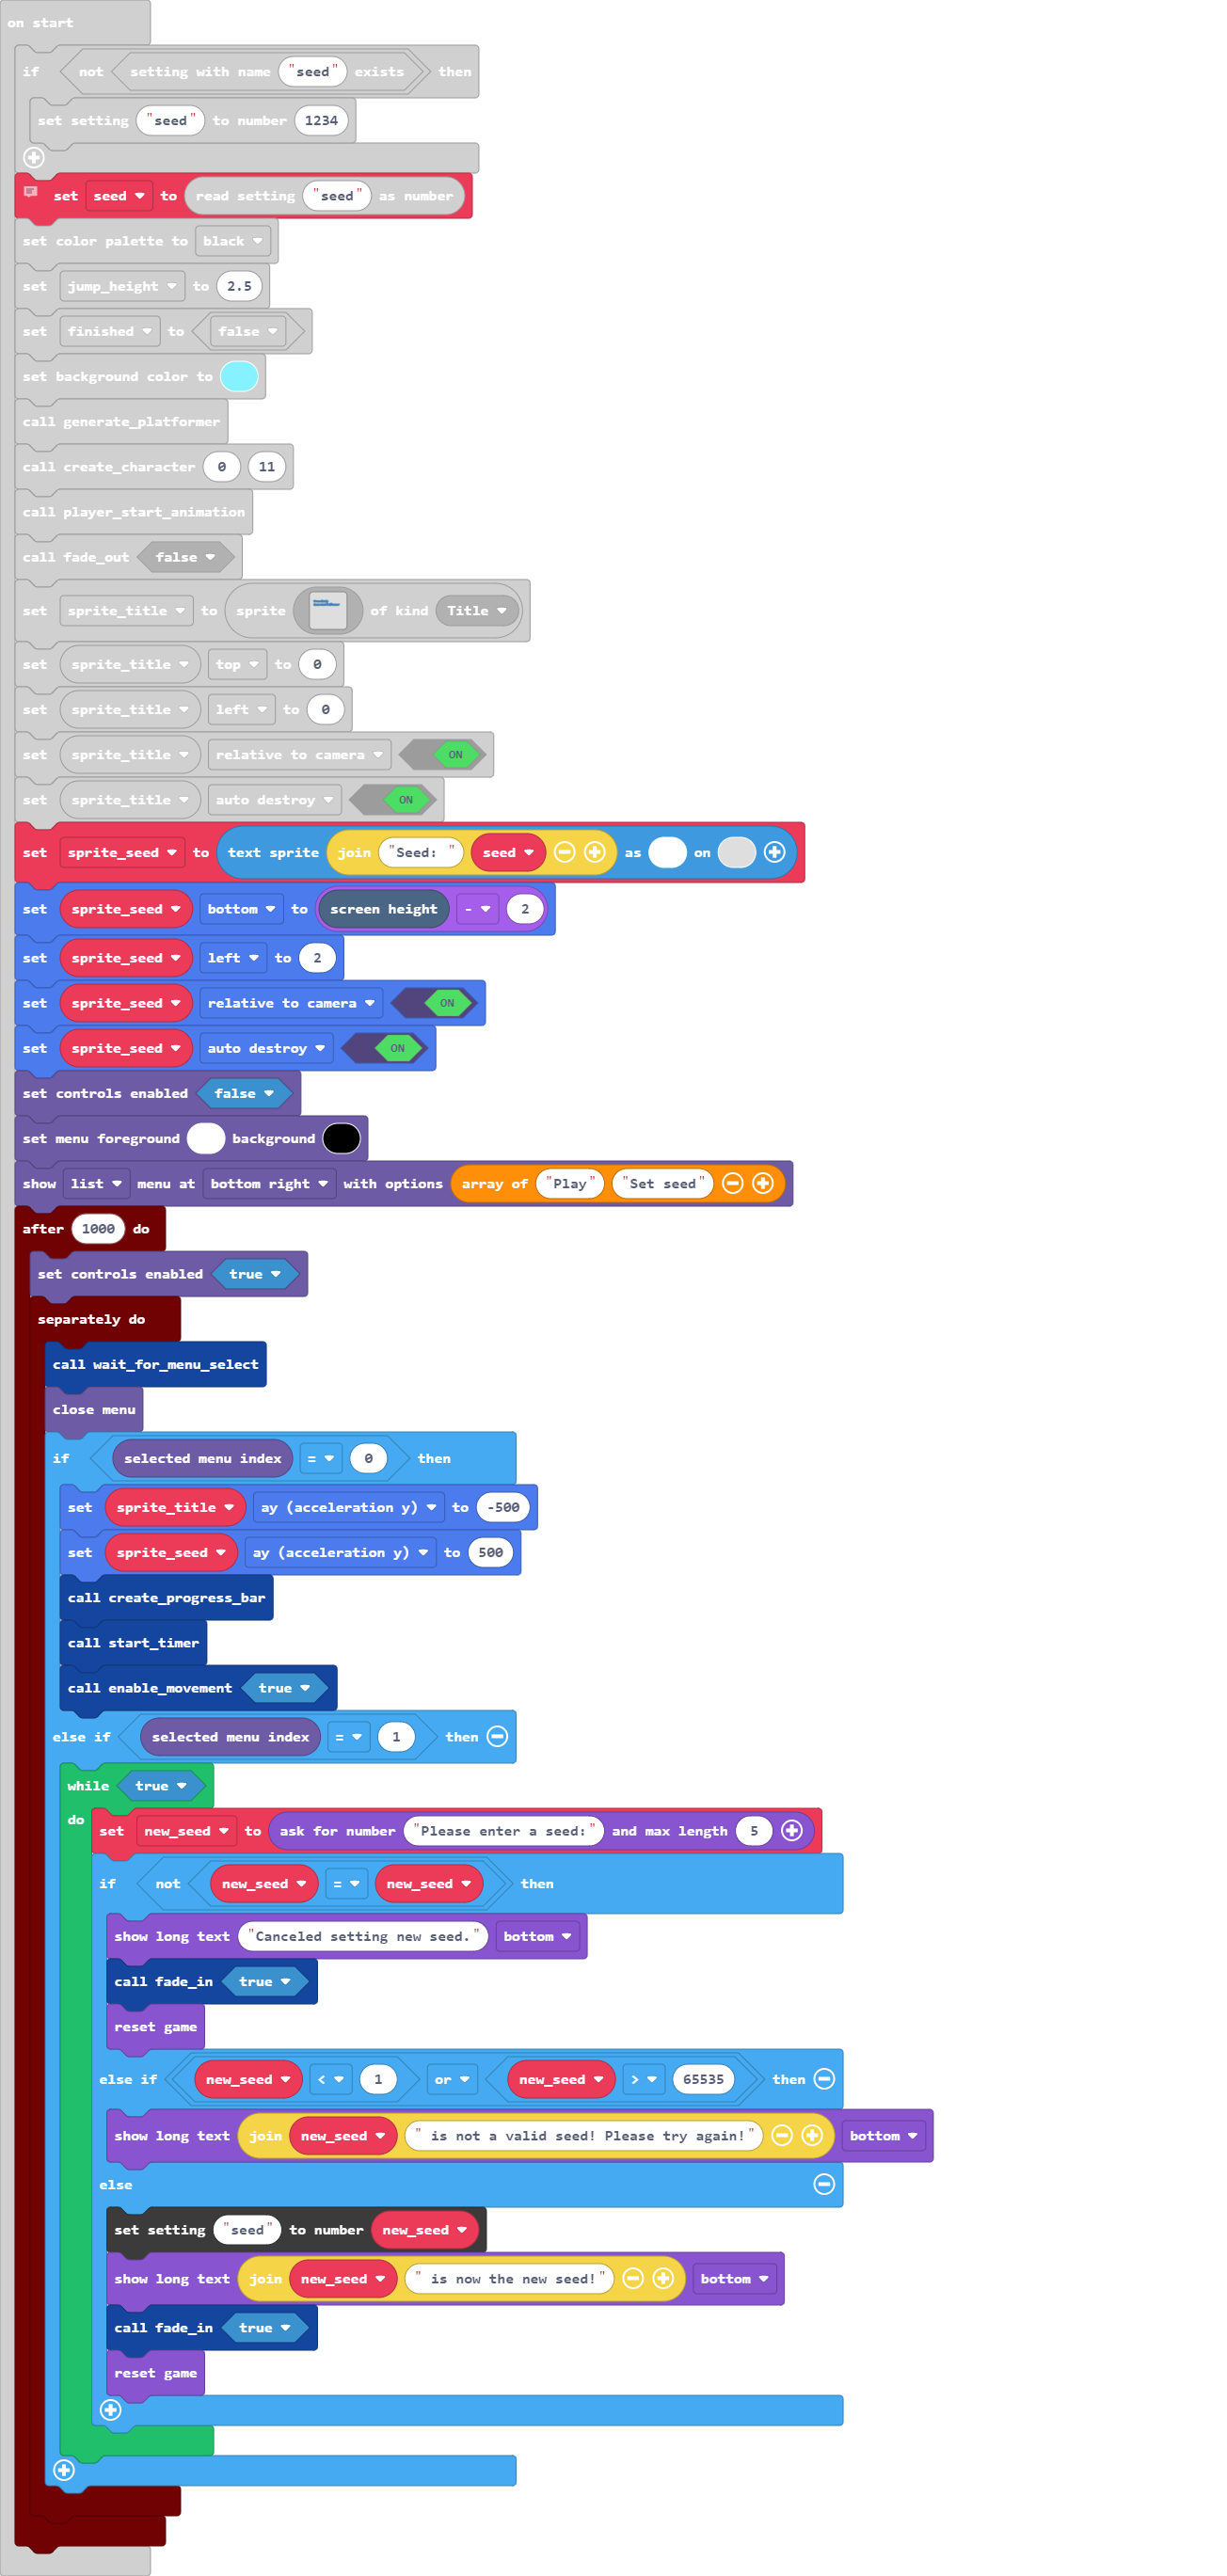 on start
if not setting with name "seed" exists then
set setting "seed" to number 1234
set seed to read setting "seed" as number
set color palette to black
set jump_height to 2.5
set finished to false
set background color to
call generate_platformer
call create_character 0 11
call player_start_animation
call fade_out false
set sprite_title to sprite of kind Title
set sprite_title top to 0
set sprite_title left to 0
set sprite_title relative to camera ON
set sprite_title auto destroy ON
set sprite_seed to text sprite join "Seed: " seed as on
set sprite_seed bottom to screen height - 2
set sprite_seed left to 2
set sprite_seed relative to camera ON
set sprite_seed auto destroy ON
set controls enabled false
set menu foreground background
show list menu at bottom right with options array of "Play" "Set seed"
after 1000 do
set controls enabled true
separately do
call wait_for_menu_select
close menu
if selected menu index = 0 then
set sprite_title ay (acceleration y) to -500
set sprite_seed ay (acceleration y) to 500
call create_progress_bar
call start_timer
call enable_movement true
else if selected menu index = 1 then
while true
do set new_seed to ask for number "Please enter a seed:" and max length 5
if not new_seed = new_seed then
show long text "Canceled setting new seed." bottom
call fade_in true
reset game
else if new_seed < 1 or new_seed > 65535 then
show long text join new_seed " is not a valid seed! Please try again!" bottom
else
set setting "seed" to number new_seed
show long text join new_seed " is now the new seed!" bottom
call fade_in true
reset game